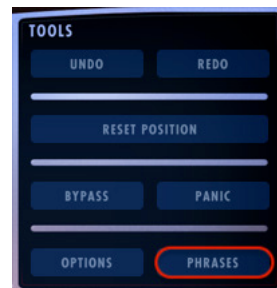 TOOLS
UNDO REDO
RESET POSITION
BYPASS PANIC
OPTIONS PHRASES